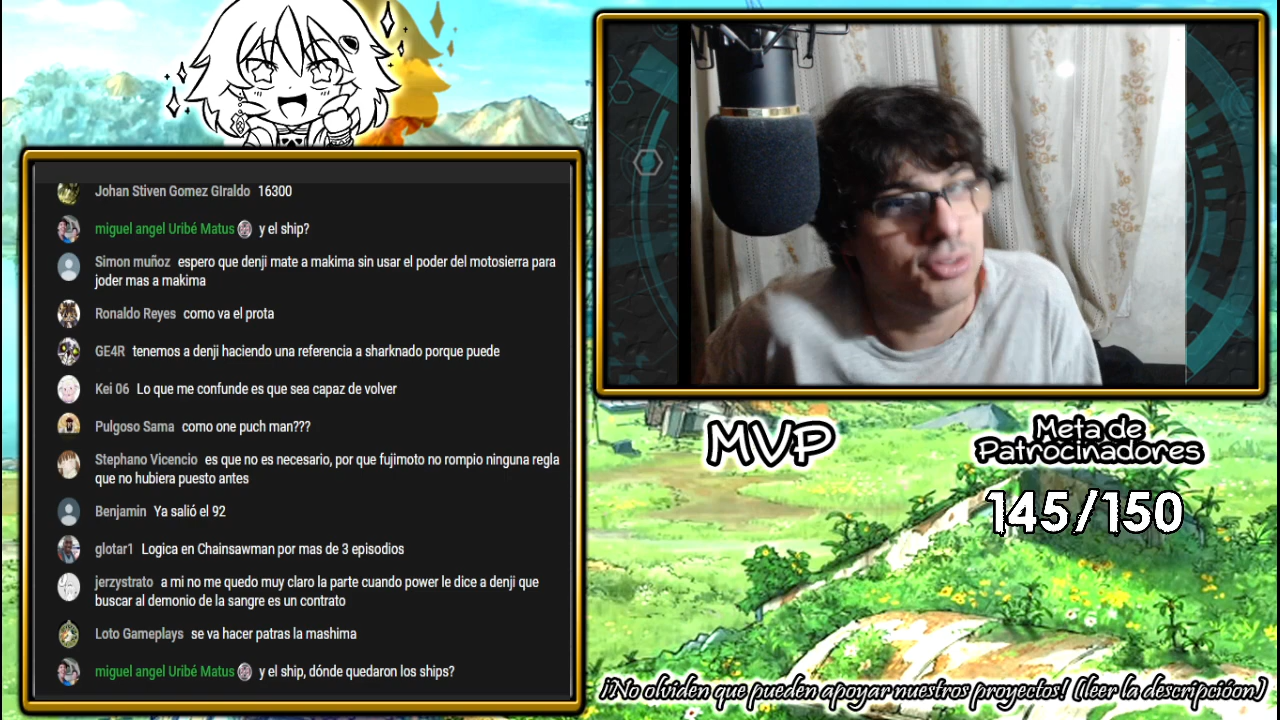 Johan Stiven Gomez GIraldo 16300
miguel angel Uribé Matus y el ship?
Simon muñoz espero que denji mate a makima sin usar el poder del motosierra para
joder mas a makima
Ronaldo Reyes como va el prota
GE4R tenemos a denji haciendo una referencia a sharknado porque puede
Kei 06 Lo que me confunde es que sea capaz de volver
Pulgoso Sama como one puch man???
Stephano Vicencio es que no es necesario, por que fujimoto no rompio ninguna regla
que no hubiera puesto antes
Benjamin Ya salió el 92
glotar1 Logica en Chainsawman por mas de 3 episodios
jerzystrato a mi no me quedo muy claro la parte cuando power le dice a denji que
buscar al demonio de la sangre es un contrato
Loto Gameplays se va hacer patras la mashima
miguel angel Uribé Matus y el ship, dónde quedaron los ships?
MVP
Meta de
Patrocinadores
145/150
¡No olviden que pueden apoyar nuestros proyectos! (leer la descripcióon)